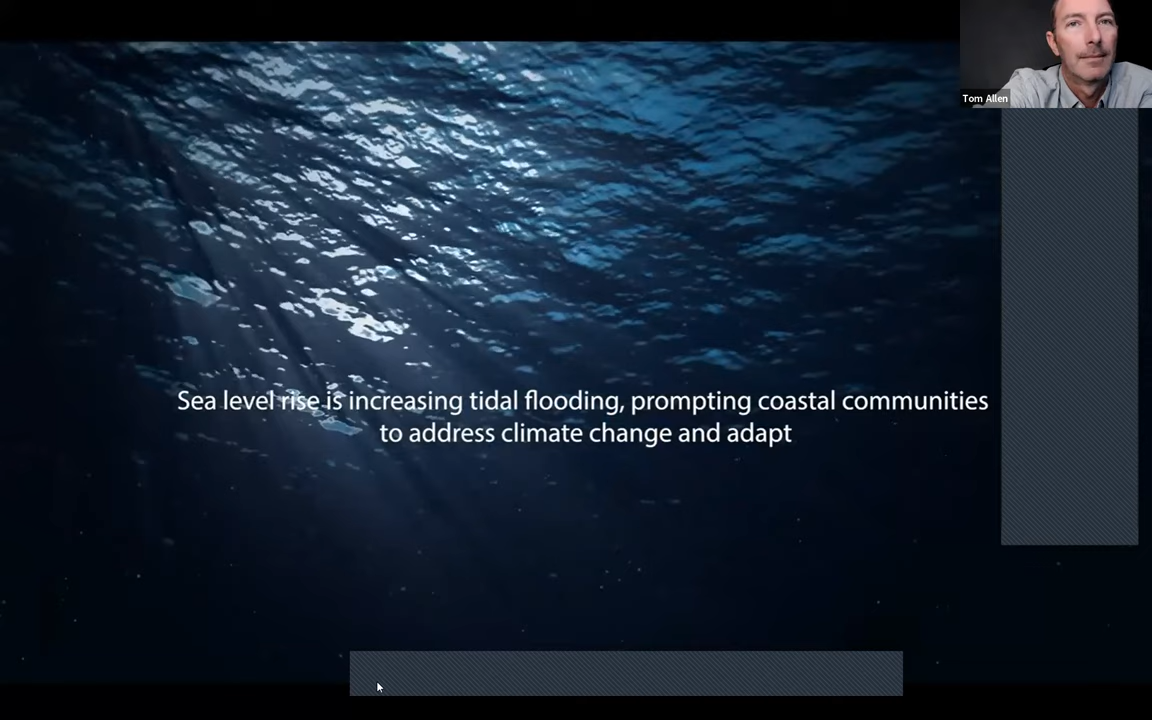 Tom Allen
Sea level rise is increasing tidal flooding, prompting coastal communities
to address climate change and adapt